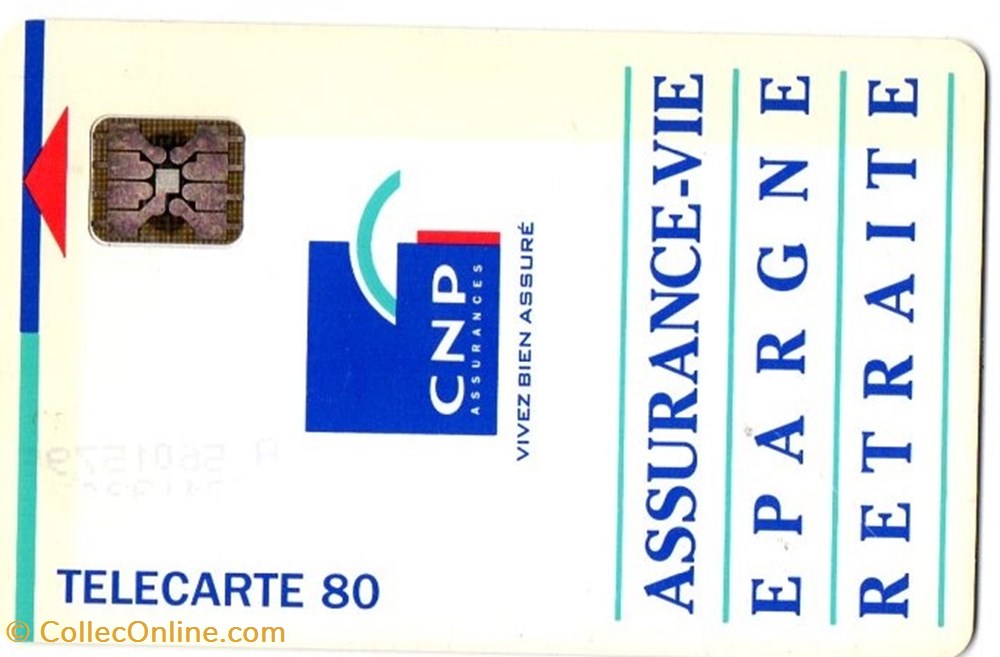 ASSURANCE-VIE
EPARGNE
RETRAITE
CNP
ASSURANCES
VIVEZ BIEN ASSURÉ
TELECARTE 80
© CollecOnline.com